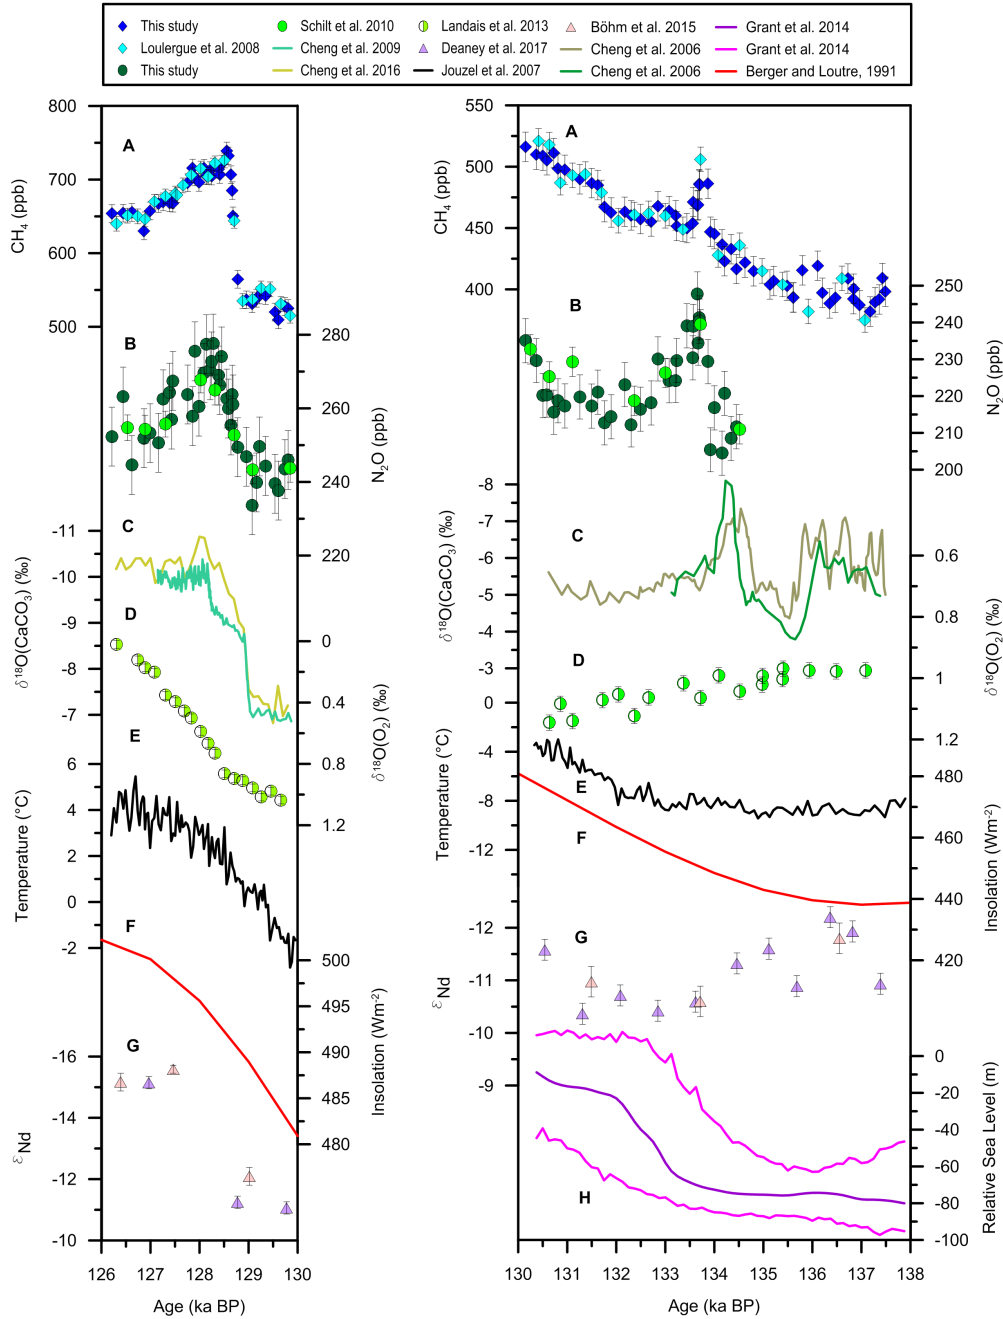 This study
Schilt et al. 2010
Landais et al. 2013
Böhm et al. 2015
Grant et al. 2014
Loulergue et al. 2008
Cheng et al. 2009
Deaney et al. 2017
Cheng et al. 2006
Grant et al. 2014
This study
Cheng et al. 2016
Jouzel et al. 2007
Cheng et al. 2006
Berger and Loutre, 1991
800
700
600
500
CH4 (ppb)
A
280
260
240
220
N2O (ppb)
B
-11
-10
-9
-8
-7
δ18O(CaCO3) (‰)
C
0
0.4
0.8
1.2
δ18O(O2) (‰)
D
6
4
2
0
-2
Temperature (°C)
E
500
495
490
485
480
Insolation (Wm-2)
F
-16
-14
-12
-10
εNd
G
126
127
128
129
130
Age (ka BP)
550
500
450
400
CH4 (ppb)
A
250
240
230
220
210
200
N2O (ppb)
B
-8
-7
-6
-5
-4
-3
δ18O(CaCO3) (‰)
C
0.6
0.8
1
1.2
δ18O(O2) (‰)
D
0
-4
-8
-12
Temperature (°C)
E
480
460
440
420
Insolation (Wm-2)
F
-12
-11
-10
-9
εNd
G
0
-20
-40
-60
-80
-100
Relative Sea Level (m)
H
130
131
132
133
134
135
136
137
138
Age (ka BP)